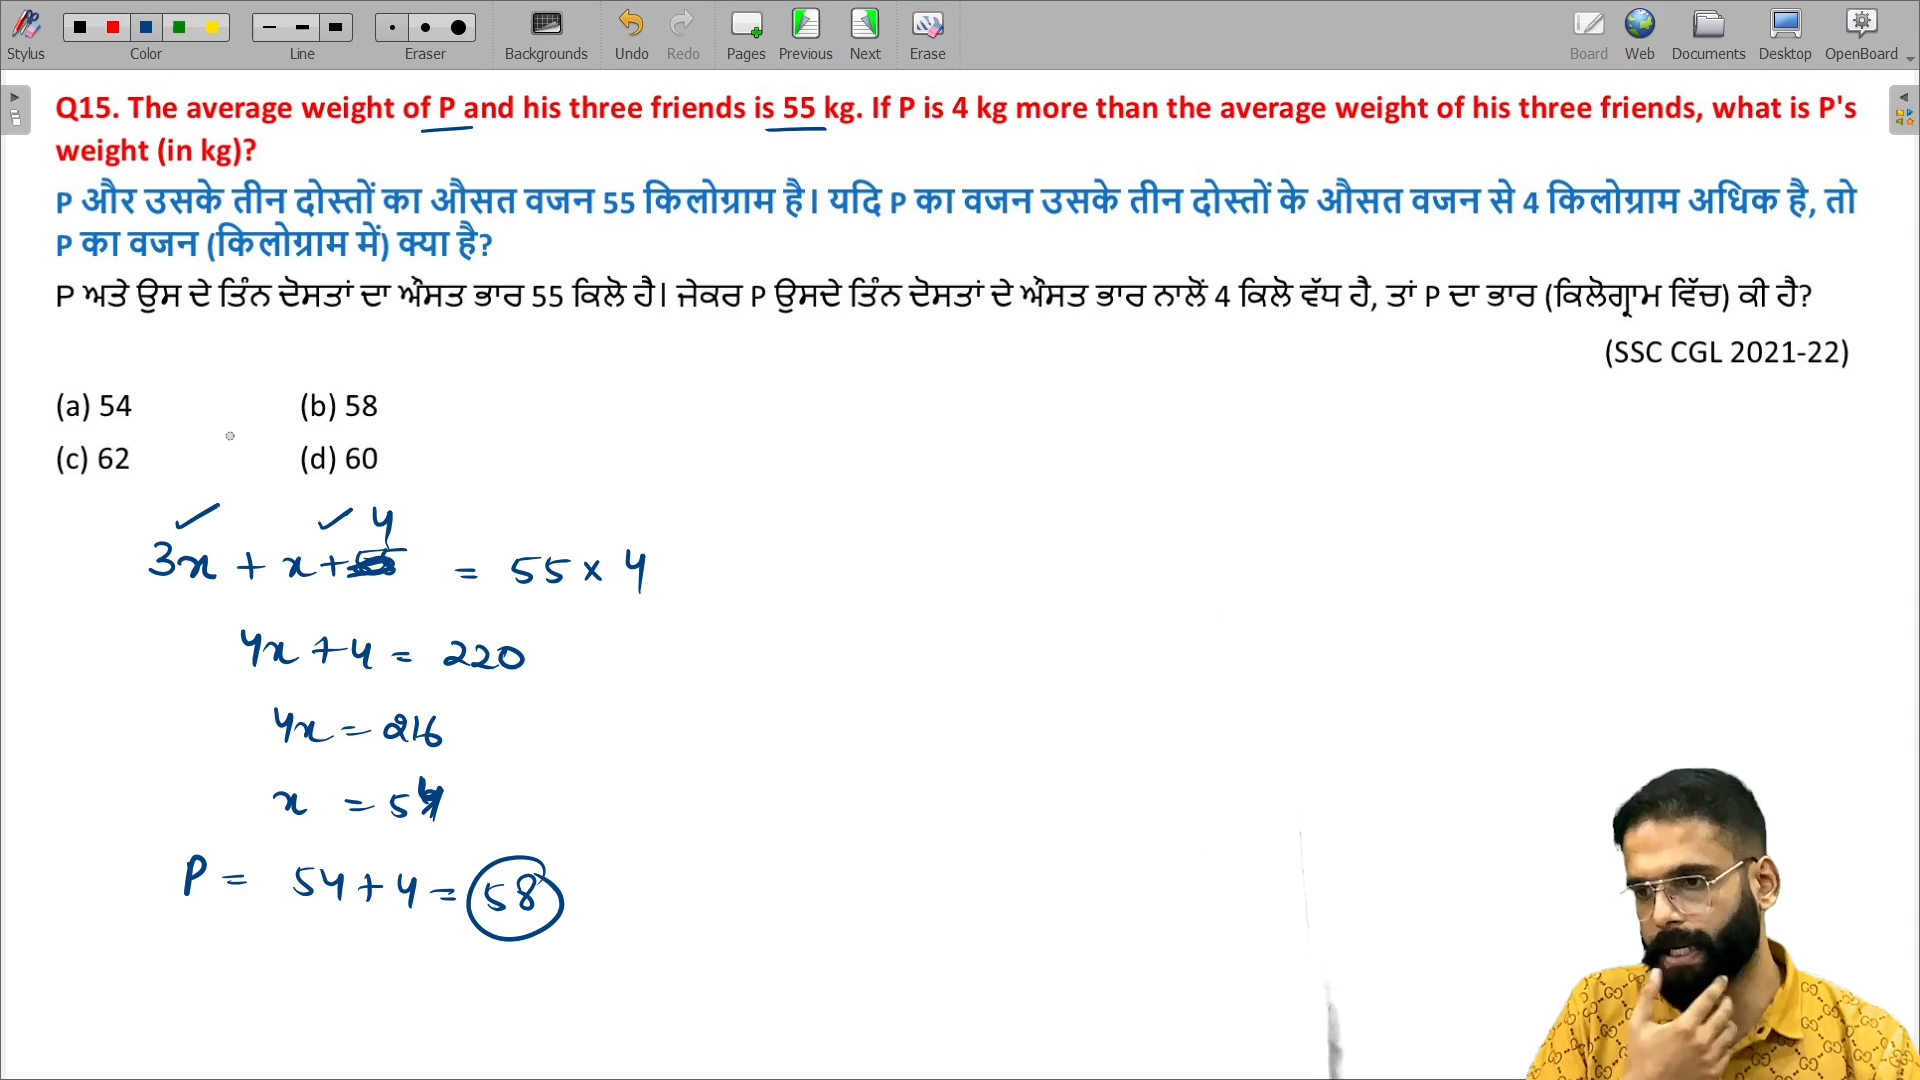 Stylus Color Line Eraser Backgrounds Undo Redo Pages Previous Next Erase Board Web Documents Desktop OpenBoard
Q15. The average weight of P and his three friends is 55 kg. If P is 4 kg more than the average weight of his three friends, what is P's
weight (in kg)?
P और उसके तीन दोस्तों का औसत वजन 55 किलोग्राम है। यदि P का वजन उसके तीन दोस्तों के औसत वजन से 4 किलोग्राम अधिक है, तो
P का वजन (किलोग्राम में) क्या है?
P ਅਤੇ ਉਸ ਦੇ ਤਿੰਨ ਦੋਸਤਾਂ ਦਾ ਔਸਤ ਭਾਰ 55 ਕਿਲੋ ਹੈ। ਜੇਕਰ P ਉਸਦੇ ਤਿੰਨ ਦੋਸਤਾਂ ਦੇ ਔਸਤ ਭਾਰ ਨਾਲੋਂ 4 ਕਿਲੋ ਵੱਧ ਹੈ, ਤਾਂ P ਦਾ ਭਾਰ (ਕਿਲੋਗ੍ਰਾਮ ਵਿੱਚ) ਕੀ ਹੈ?
(SSC CGL 2021-22)
(a) 54 (b) 58
(c) 62 (d) 60
3x + x + 4 = 55 × 4
4x + 4 = 220
4x = 216
x = 54
P = 54 + 4 = 58